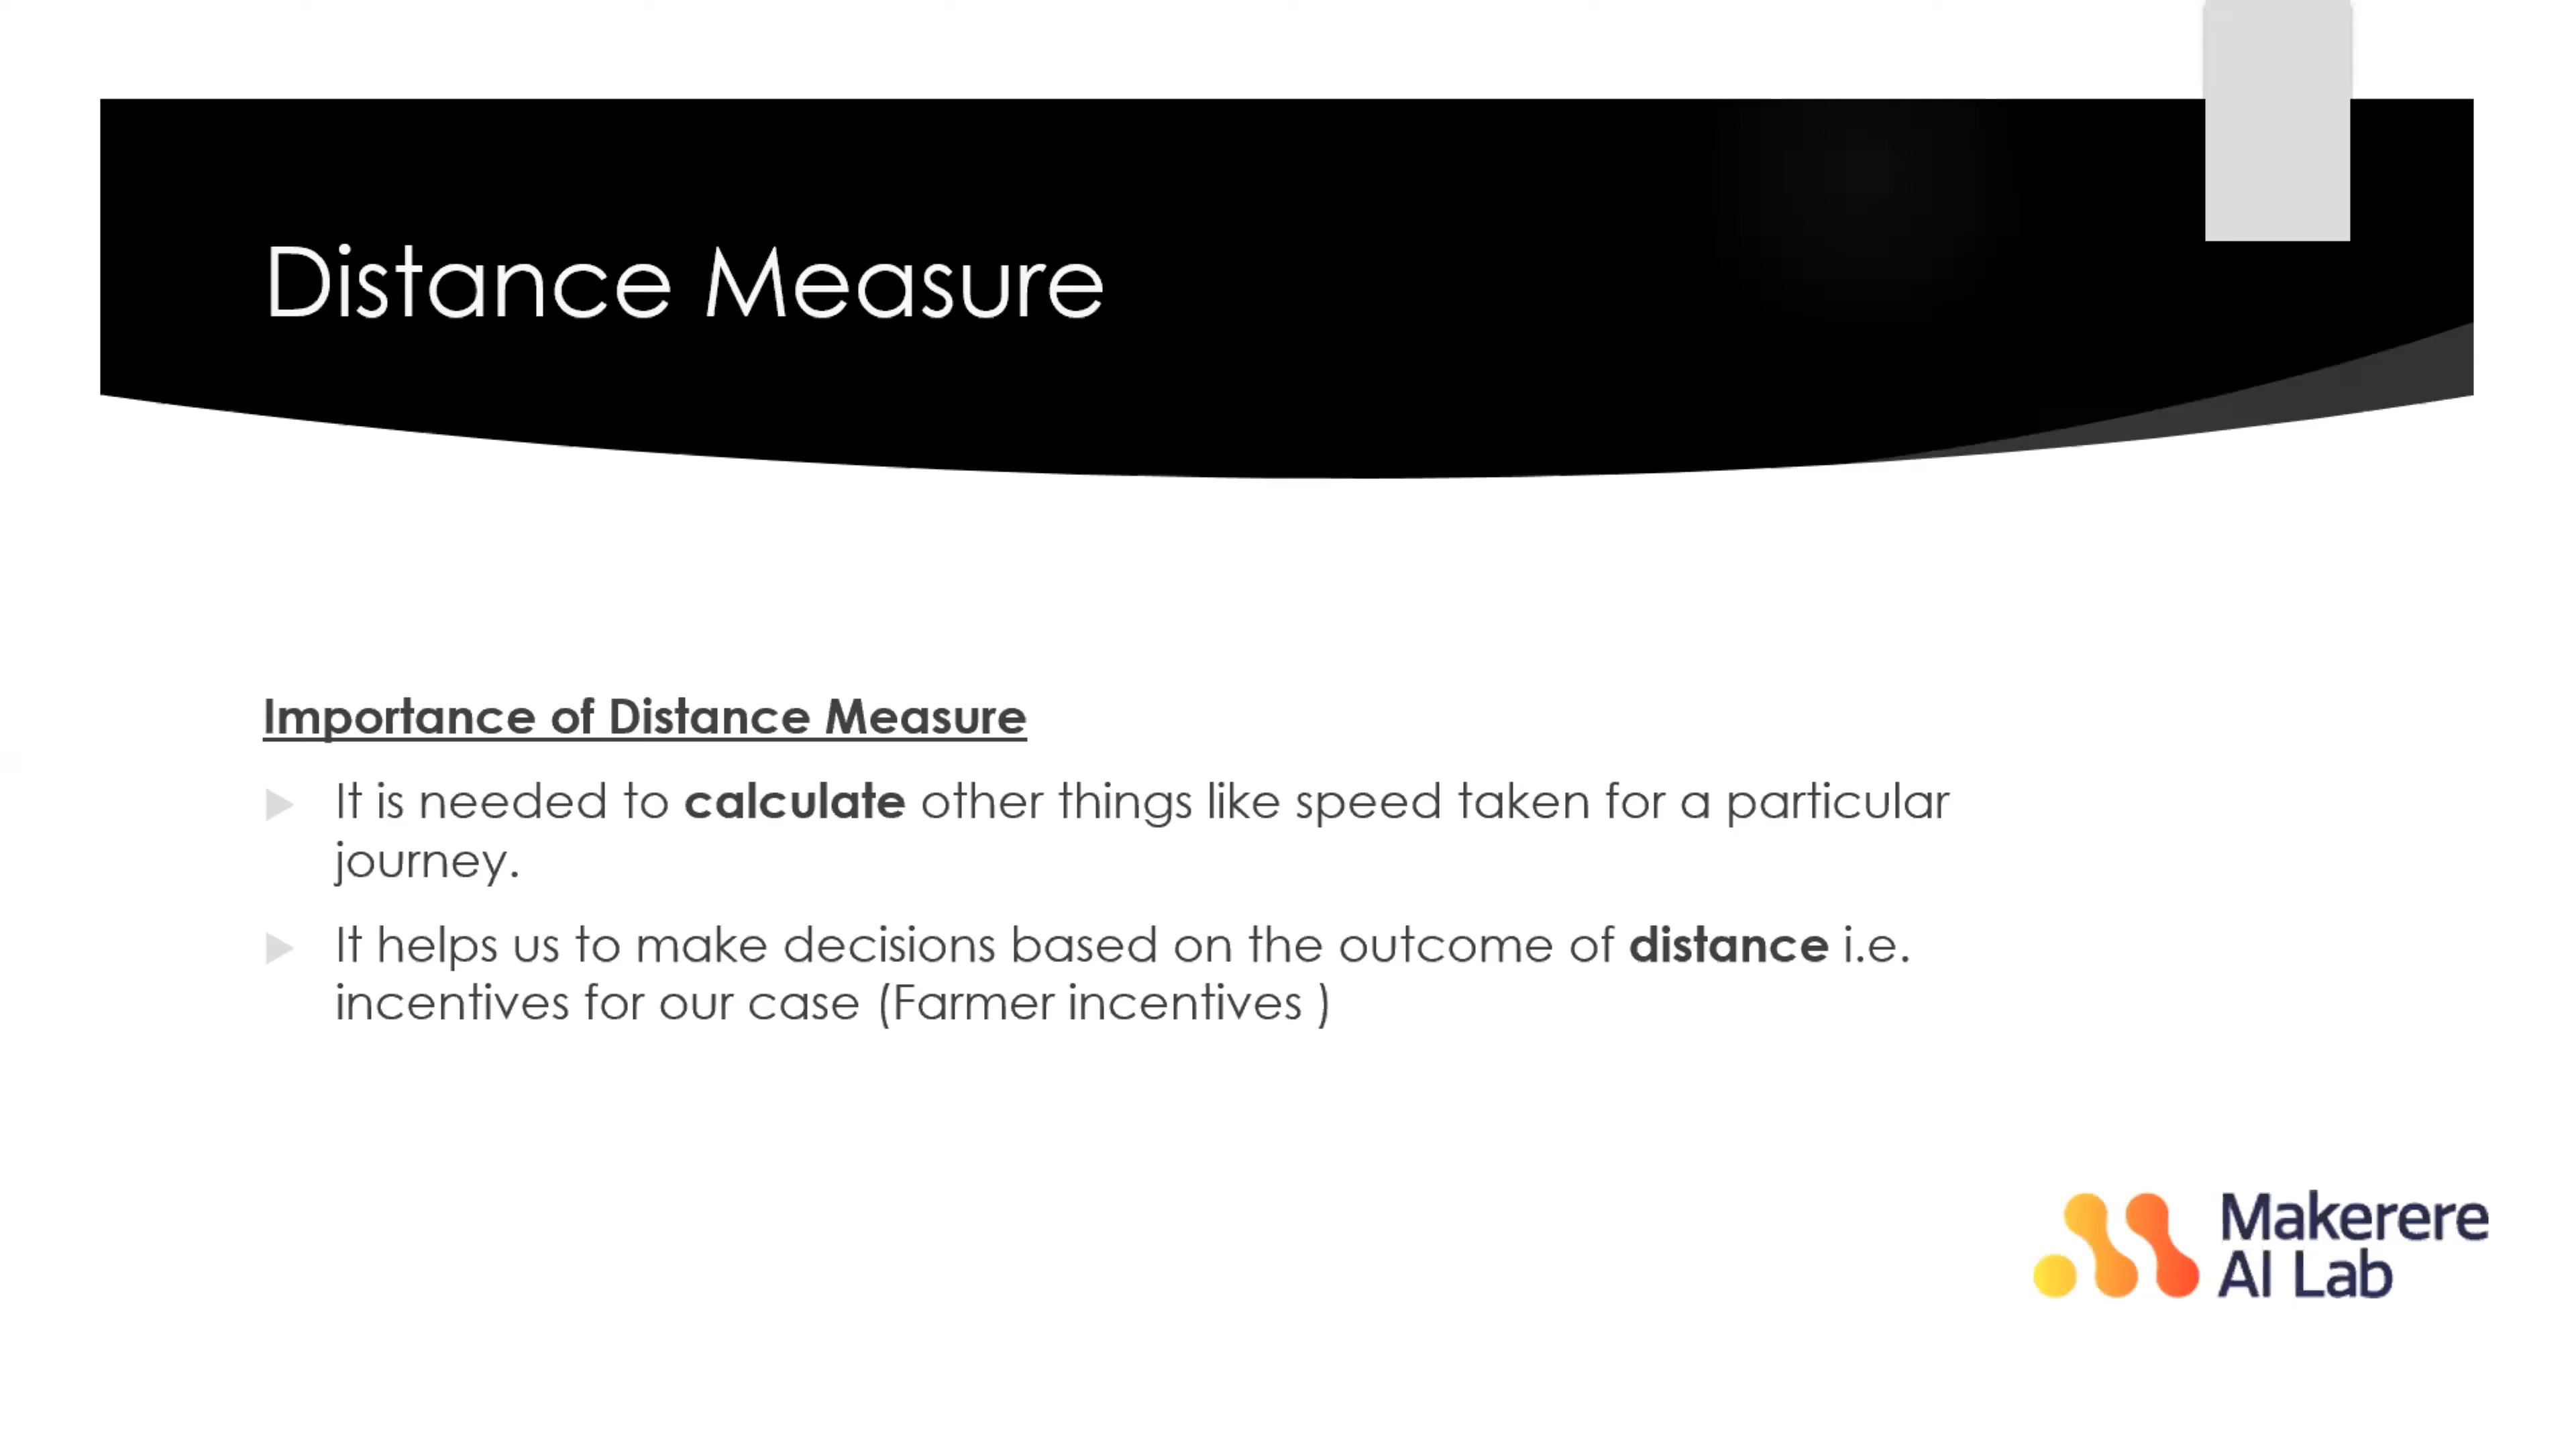 Distance Measure
Importance of Distance Measure
It is needed to calculate other things like speed taken for a particular
journey.
It helps us to make decisions based on the outcome of distance i.e.
incentives for our case (Farmer incentives )
Makerere
AI Lab